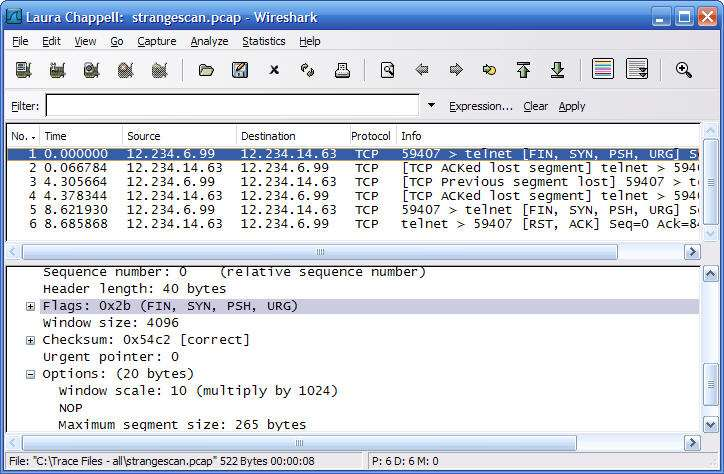 Laura Chappell: strangescan.pcap - Wireshark
File Edit View Go Capture Analyze Statistics Help
Filter: Expression... Clear Apply
No. Time Source Destination Protocol Info
1 0.000000 12.234.6.99 12.234.14.63 TCP 59407 > telnet [FIN, SYN, PSH, URG] S
2 0.066784 12.234.14.63 12.234.6.99 TCP [TCP ACKed lost segment] telnet > 5940
3 4.305664 12.234.6.99 12.234.14.63 TCP [TCP Previous segment lost] 59407 > te
4 4.378344 12.234.14.63 12.234.6.99 TCP [TCP ACKed lost segment] telnet > 5940
5 8.621930 12.234.6.99 12.234.14.63 TCP 59407 > telnet [FIN, SYN, PSH, URG] Se
6 8.685868 12.234.14.63 12.234.6.99 TCP telnet > 59407 [RST, ACK] Seq=0 Ack=84
Sequence number: 0 (relative sequence number)
Header length: 40 bytes
Flags: 0x2b (FIN, SYN, PSH, URG)
Window size: 4096
Checksum: 0x54c2 [correct]
Urgent pointer: 0
Options: (20 bytes)
Window scale: 10 (multiply by 1024)
NOP
Maximum segment size: 265 bytes
File: "C:\Trace Files - all\strangescan.pcap" 522 Bytes 00:00:08 P: 6 D: 6 M: 0